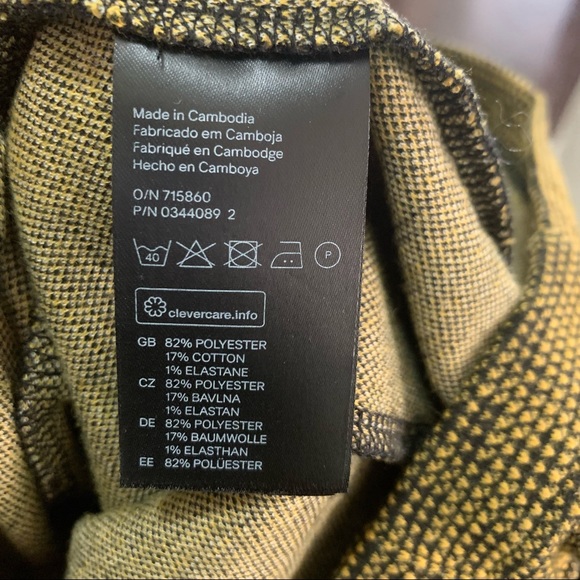 Made in Cambodia
Fabricado em Camboja
Fabriqué en Cambodge
Hecho en Camboya
O/N 715860
P/N 0344089 2
40 P
clevercare.info
GB 82% POLYESTER
17% COTTON
1% ELASTANE
CZ 82% POLYESTER
17% BAVLNA
1% ELASTAN
DE 82% POLYESTER
17% BAUMWOLLE
1% ELASTHAN
EE 82% POLÜESTER